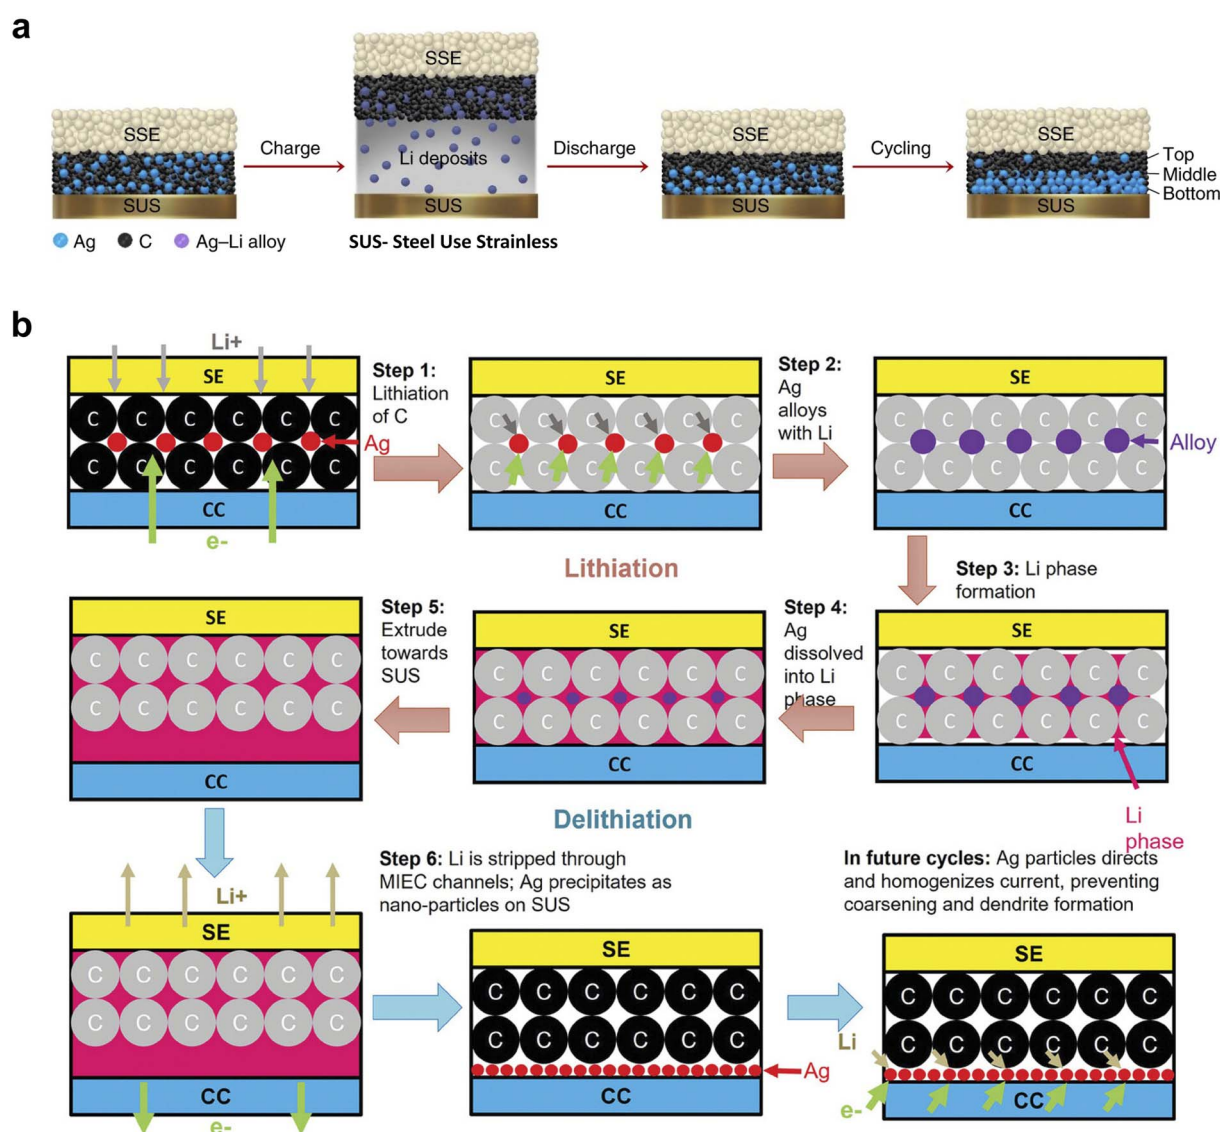 a
SSE
SUS
Charge
SSE
Li deposits
SUS
Discharge
SSE
SUS
Cycling
SSE
SUS
Top
Middle
Bottom
Ag
C
Ag–Li alloy
SUS- Steel Use Strainless
b
Li+
SE
C C C C C C
Ag
C C C C C C
CC
e-
Step 1:
Lithiation
of C
SE
C C C C C C
C C C C C C
CC
Step 2:
Ag
alloys
with Li
SE
C C C C C C
Alloy
C C C C C C
CC
Lithiation
Step 3: Li phase
formation
SE
C C C C C C
C C C C C C
CC
Li
phase
Step 4:
Ag
dissolved
into Li
phase
SE
C C C C C C
C C C C C C
CC
Step 5:
Extrude
towards
SUS
SE
C C C C C C
C C C C C C
CC
Delithiation
Li+
SE
C C C C C C
C C C C C C
CC
e-
Step 6: Li is stripped through
MIEC channels; Ag precipitates as
nano-particles on SUS
SE
C C C C C C
C C C C C C
Ag
CC
In future cycles: Ag particles directs
and homogenizes current, preventing
coarsening and dendrite formation
SE
C C C C C C
Li
C C C C C C
e-
CC